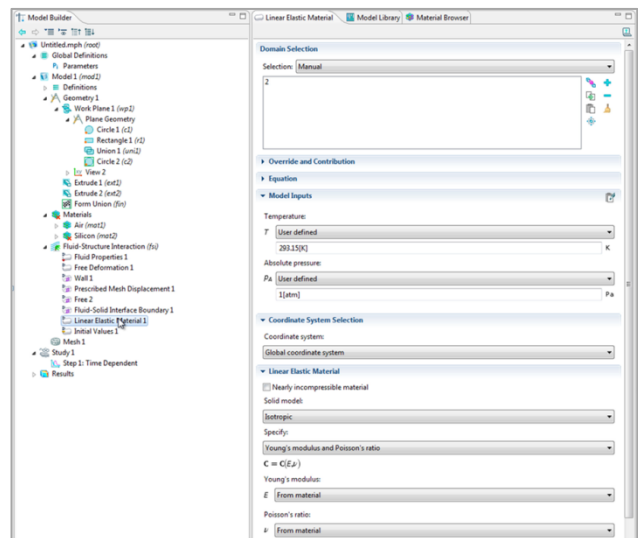 Model Builder
Untitled.mph (root)
Global Definitions
Pi Parameters
Model 1 (mod1)
Definitions
Geometry 1
Work Plane 1 (wp1)
Plane Geometry
Circle 1 (c1)
Rectangle 1 (r1)
Union 1 (uni1)
Circle 2 (c2)
View 2
Extrude 1 (ext1)
Extrude 2 (ext2)
Form Union (fin)
Materials
Air (mat1)
Silicon (mat2)
Fluid-Structure Interaction (fsi)
Fluid Properties 1
Free Deformation 1
Wall 1
Prescribed Mesh Displacement 1
Free 2
Fluid-Solid Interface Boundary 1
Linear Elastic Material 1
Initial Values 1
Mesh 1
Study 1
Step 1: Time Dependent
Results
Linear Elastic Material Model Library Material Browser
Domain Selection
Selection: Manual
2
Override and Contribution
Equation
Model Inputs
Temperature:
T User defined
293.15[K] K
Absolute pressure:
PA User defined
1[atm] Pa
Coordinate System Selection
Coordinate system:
Global coordinate system
Linear Elastic Material
Nearly incompressible material
Solid model:
Isotropic
Specify:
Young's modulus and Poisson's ratio
C = C(E,ν)
Young's modulus:
E From material
Poisson's ratio:
ν From material